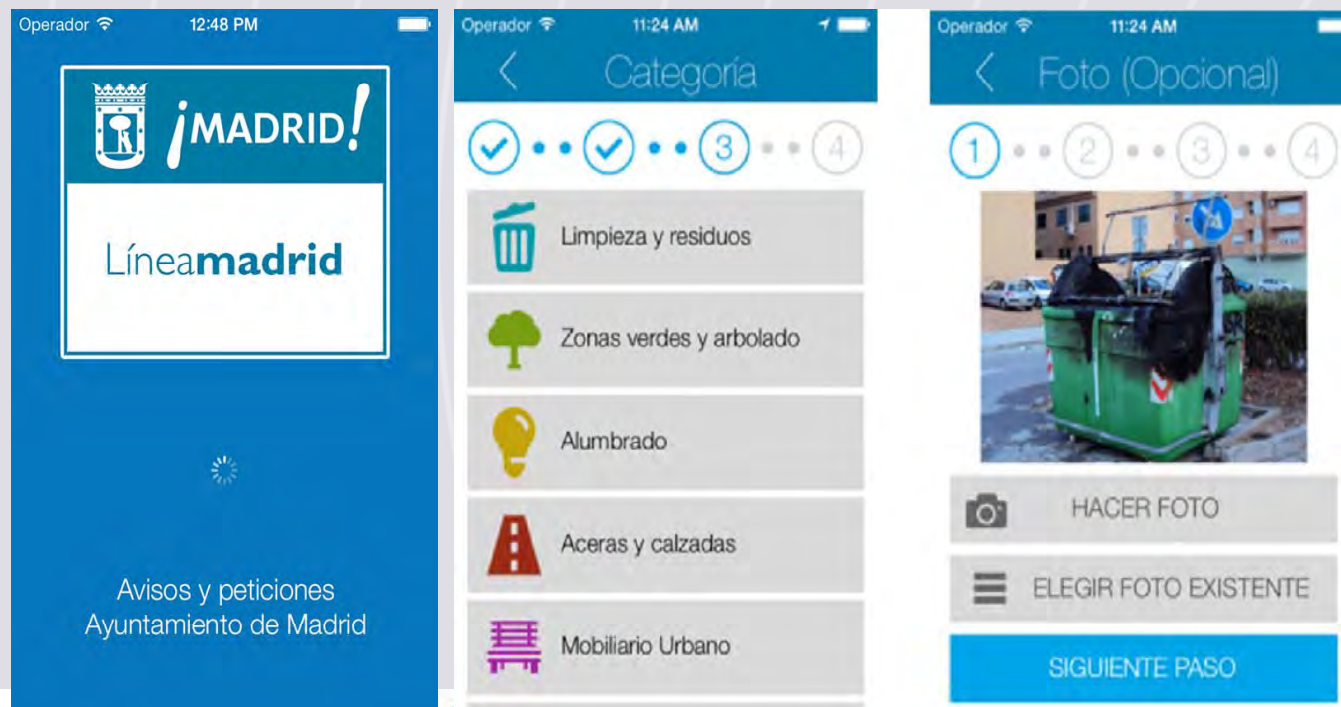 Operador
12:48 PM
¡MADRID!
Líneamadrid
Avisos y peticiones
Ayuntamiento de Madrid
Operador
11:24 AM
Categoría
3
4
Limpieza y residuos
Zonas verdes y arbolado
Alumbrado
Aceras y calzadas
Mobiliario Urbano
Operador
11:24 AM
Foto (Opcional)
1
2
3
4
HACER FOTO
ELEGIR FOTO EXISTENTE
SIGUIENTE PASO